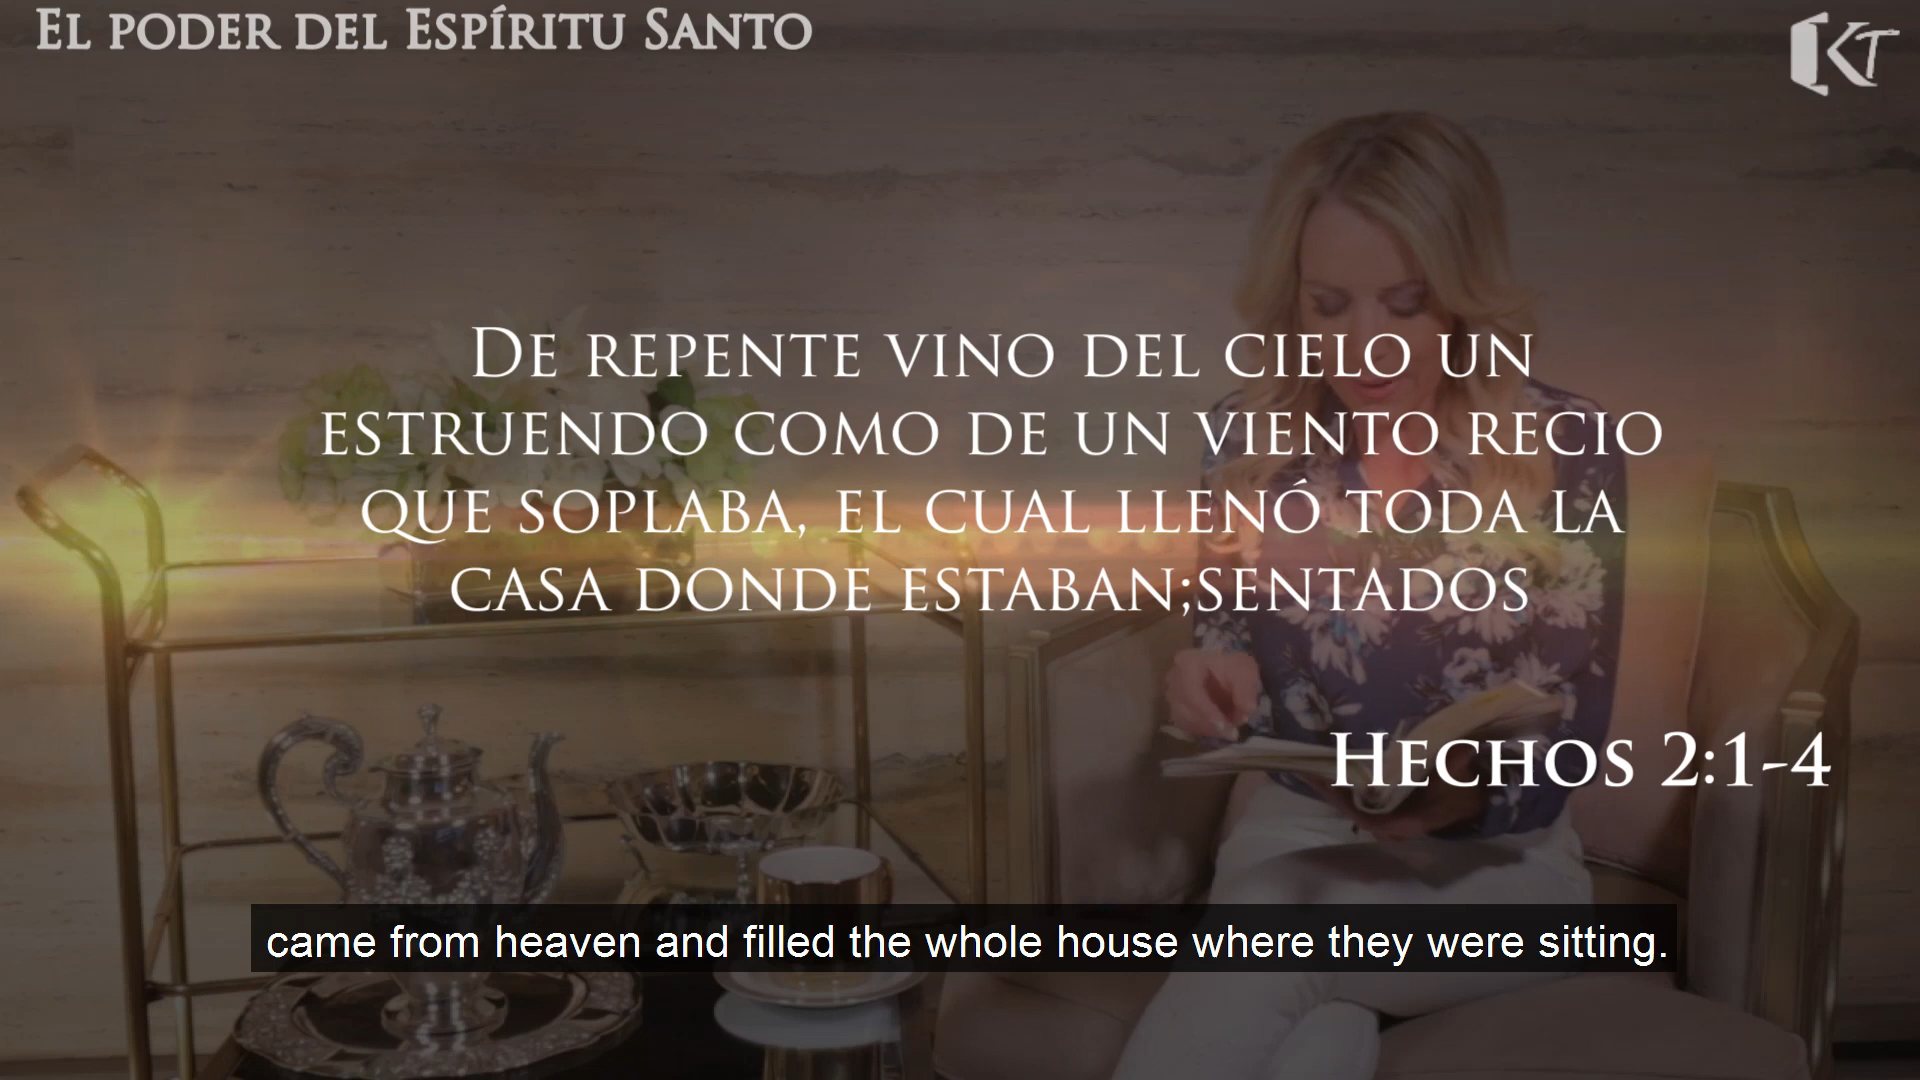 El poder del Espíritu Santo
KT
De repente vino del cielo un
estruendo como de un viento recio
que soplaba, el cual llenó toda la
casa donde estaban;sentados
Hechos 2:1-4
came from heaven and filled the whole house where they were sitting.